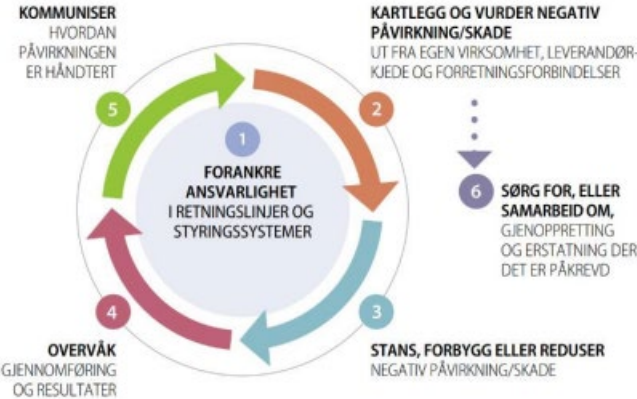 KOMMUNISER
HVORDAN
PÅVIRKNINGEN
ER HÅNDTERT
5
KARTLEGG OG VURDER NEGATIV
PÅVIRKNING/SKADE
UT FRA EGEN VIRKSOMHET, LEVERANDØR-
KJEDE OG FORRETNINGSFORBINDELSER
2
1
FORANKRE
ANSVARLIGHET
I RETNINGSLINJER OG
STYRINGSSYSTEMER
6
SØRG FOR, ELLER
SAMARBEID OM,
GJENOPPRETTING
OG ERSTATNING DER
DET ER PÅKREVD
4
OVERVÅK
GJENNOMFØRING
OG RESULTATER
3
STANS, FORBYGG ELLER REDUSER
NEGATIV PÅVIRKNING/SKADE